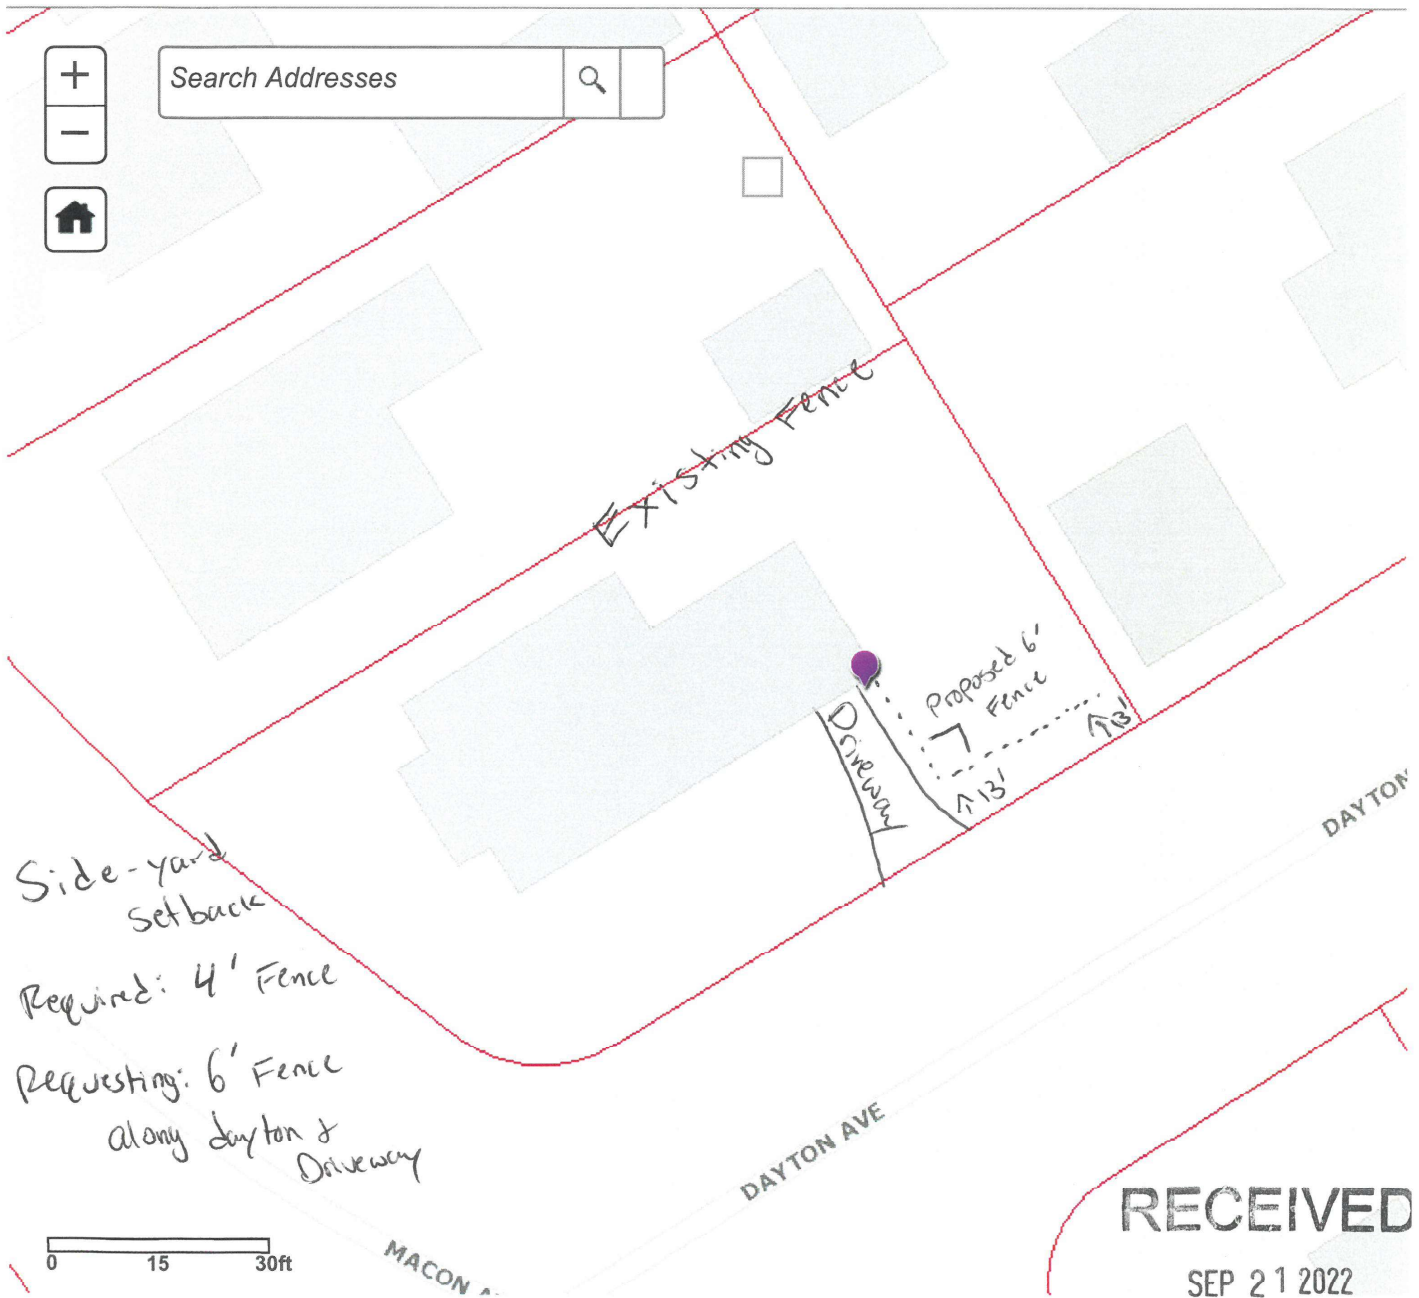 +
Search Addresses
−
Existing Fence
Proposed 6'
Fence
↑13'
Driveway
↑13'
DAYTON
Side-yard
setback
Required: 4' Fence
Requesting: 6' Fence
along dayton &
Driveway
DAYTON AVE
RECEIVED
SEP 21 2022
0 15 30ft
MACON A